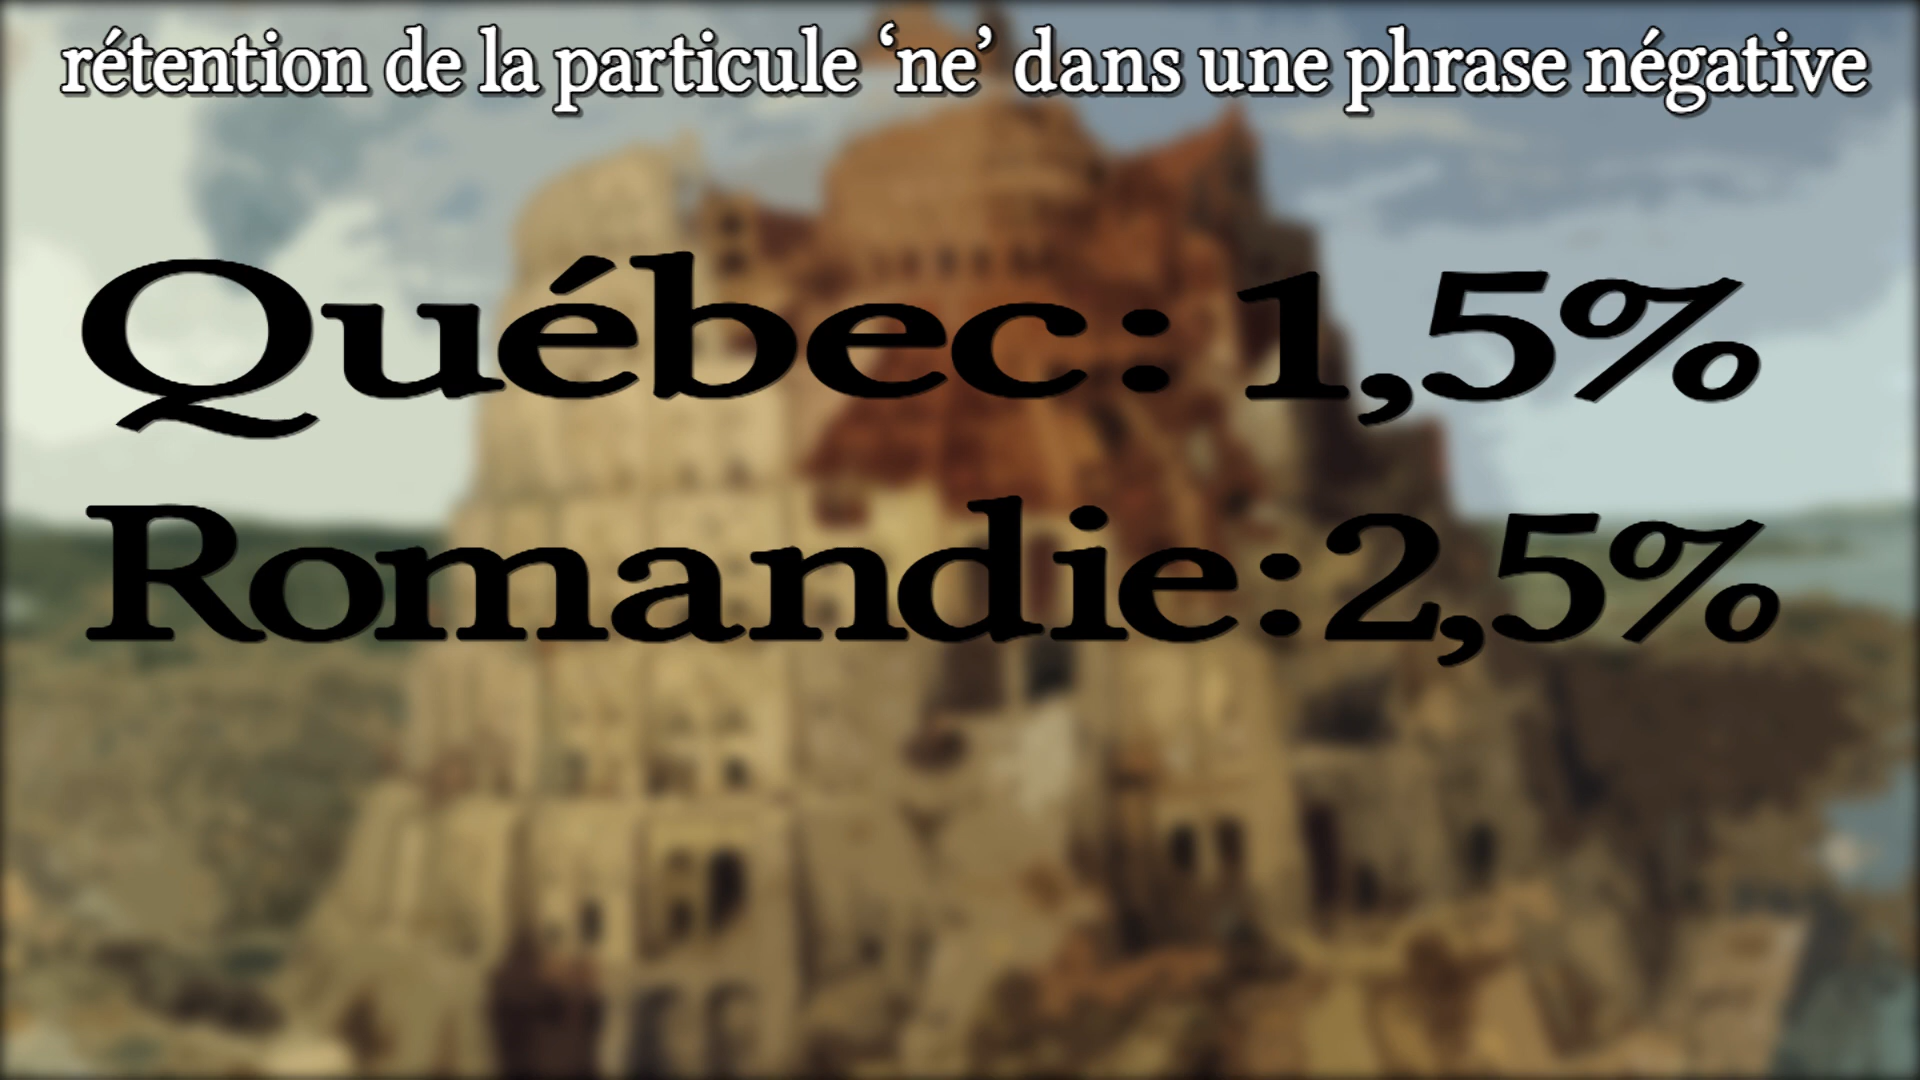 rétention de la particule ‘ne’ dans une phrase négative
Québec: 1,5%
Romandie:2,5%